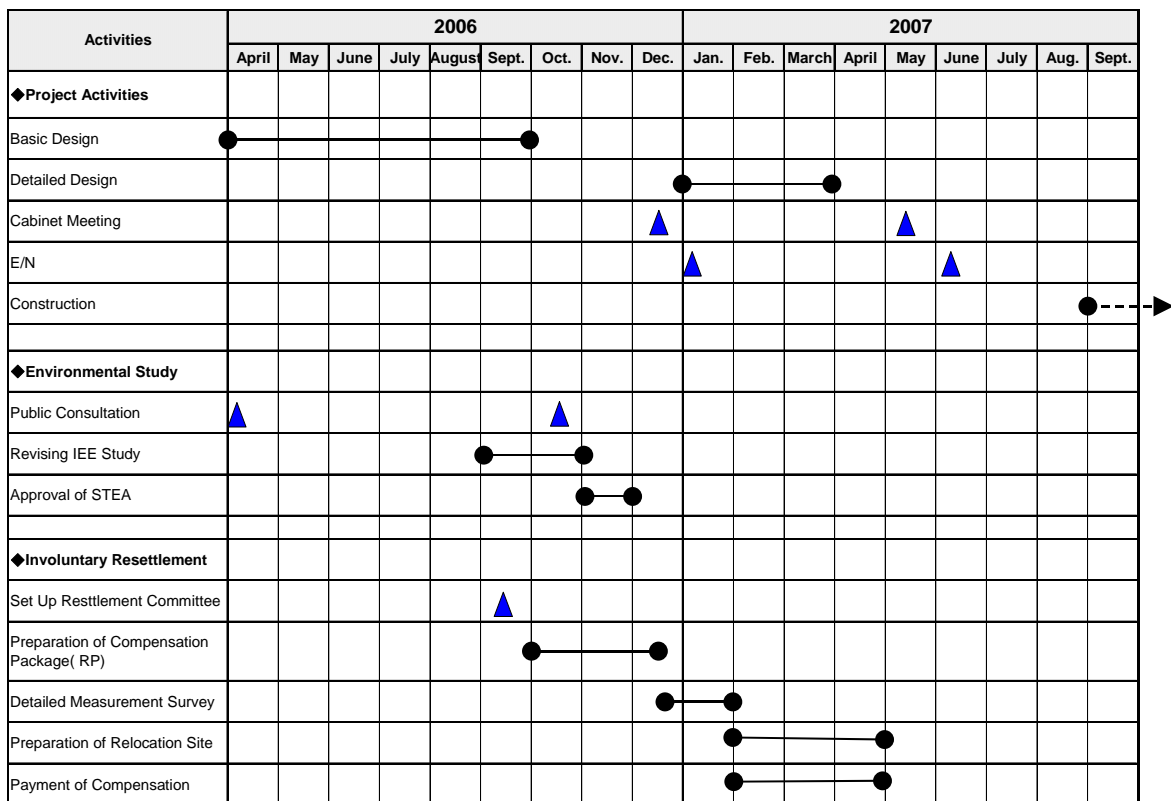 Activities
2006
2007
April May June July August Sept. Oct. Nov. Dec. Jan. Feb. March April May June July Aug. Sept.
◆Project Activities
Basic Design
Detailed Design
Cabinet Meeting
E/N
Construction
◆Environmental Study
Public Consultation
Revising IEE Study
Approval of STEA
◆Involuntary Resettlement
Set Up Resttlement Committee
Preparation of Compensation
Package( RP)
Detailed Measurement Survey
Preparation of Relocation Site
Payment of Compensation